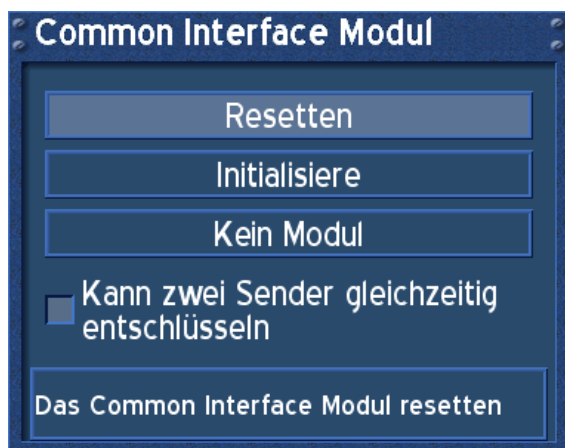 Common Interface Modul
Resetten
Initialisiere
Kein Modul
Kann zwei Sender gleichzeitig
entschlüsseln
Das Common Interface Modul resetten